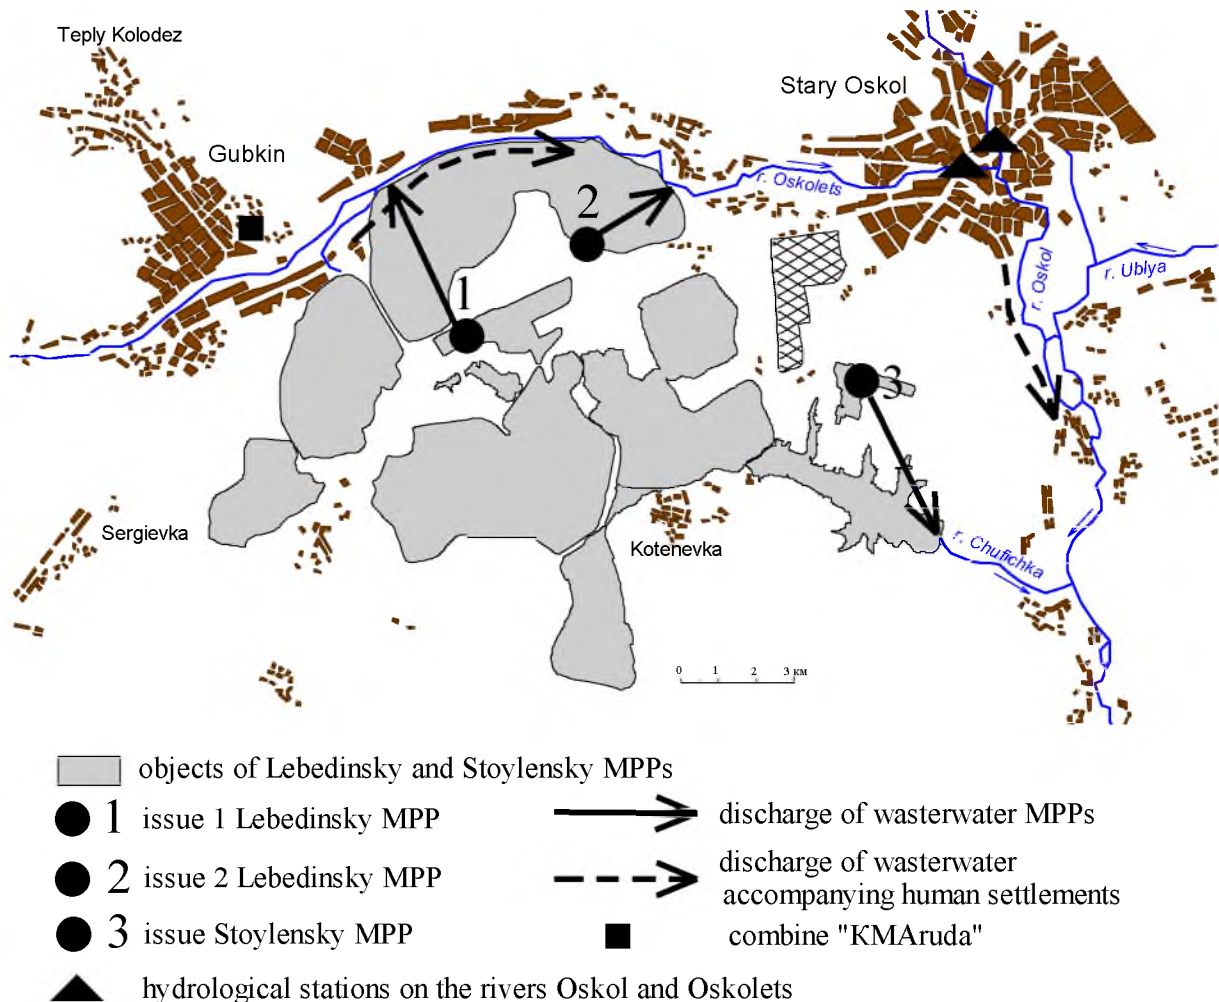 Teply Kolodez
Stary Oskol
Gubkin
r. Oskolets
2
r. Oskol
r. Ublya
1
3
Sergievka
Kotenevka
r. Chufichka
0 1 2 3 км
objects of Lebedinsky and Stoylensky MPPs
1 issue 1 Lebedinsky MPP
discharge of wasterwater MPPs
2 issue 2 Lebedinsky MPP
discharge of wasterwater
accompanying human settlements
3 issue Stoylensky MPP
combine "KMAruda"
hydrological stations on the rivers Oskol and Oskolets